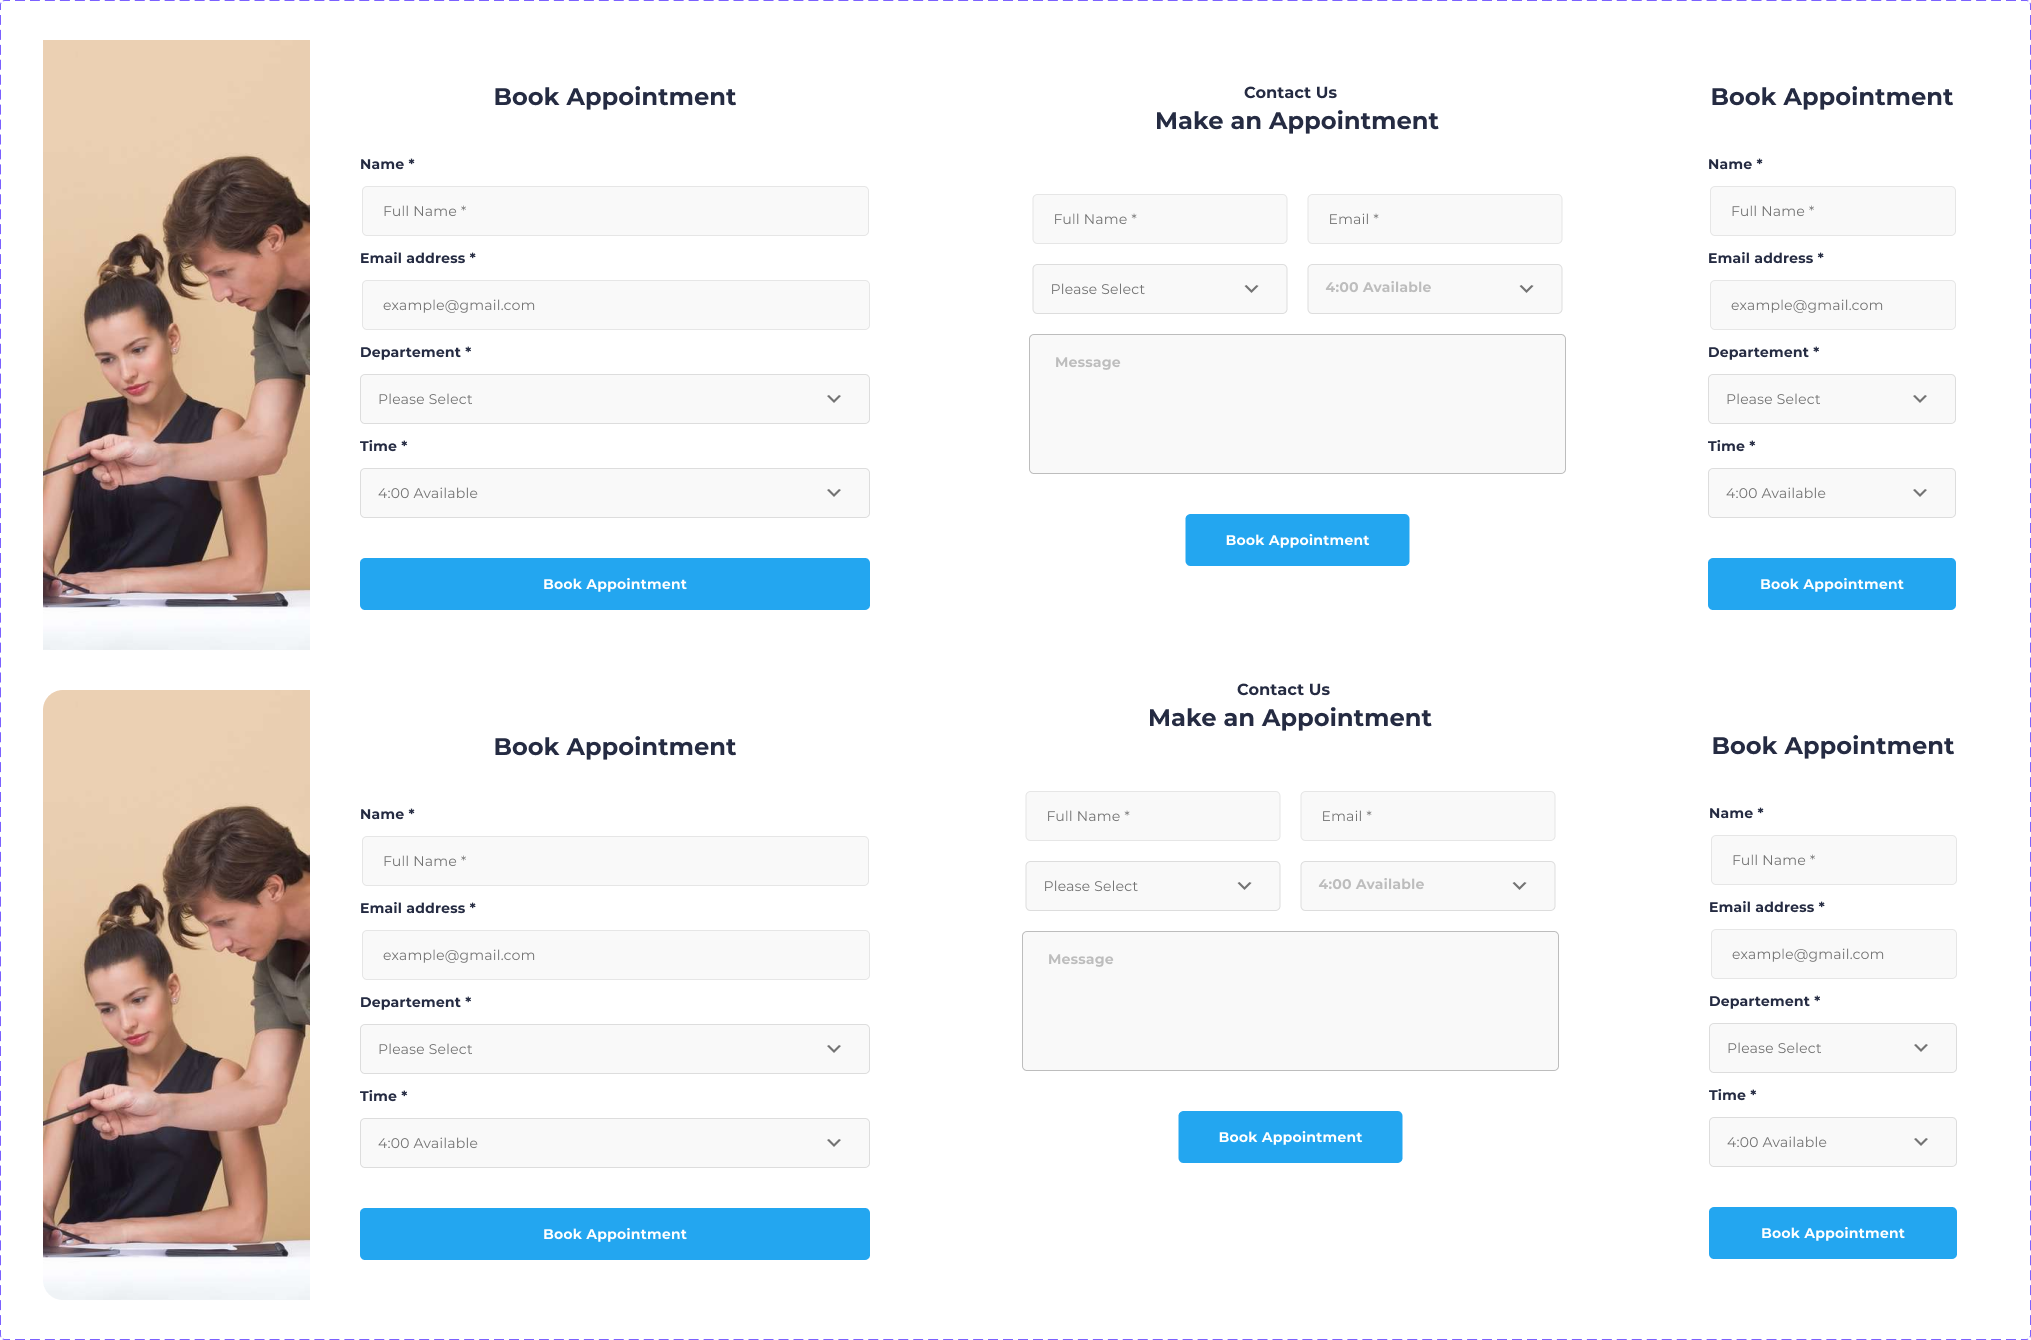 Book Appointment
Name *
Full Name *
Email address *
example@gmail.com
Departement *
Please Select
Time *
4:00 Available
Book Appointment
Contact Us
Make an Appointment
Full Name *
Email *
Please Select
4:00 Available
Message
Book Appointment
Book Appointment
Name *
Full Name *
Email address *
example@gmail.com
Departement *
Please Select
Time *
4:00 Available
Book Appointment
Book Appointment
Name *
Full Name *
Email address *
example@gmail.com
Departement *
Please Select
Time *
4:00 Available
Book Appointment
Contact Us
Make an Appointment
Full Name *
Email *
Please Select
4:00 Available
Message
Book Appointment
Book Appointment
Name *
Full Name *
Email address *
example@gmail.com
Departement *
Please Select
Time *
4:00 Available
Book Appointment